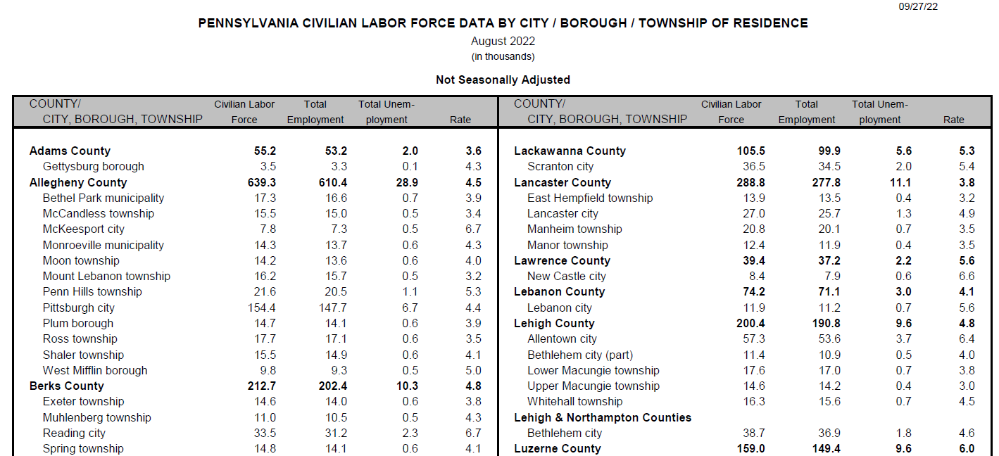 09/27/22
PENNSYLVANIA CIVILIAN LABOR FORCE DATA BY CITY / BOROUGH / TOWNSHIP OF RESIDENCE
August 2022
(in thousands)
Not Seasonally Adjusted
COUNTY/ Civilian Labor Total Total Unem-
CITY, BOROUGH, TOWNSHIP Force Employment ployment Rate
Adams County 55.2 53.2 2.0 3.6
Gettysburg borough 3.5 3.3 0.1 4.3
Allegheny County 639.3 610.4 28.9 4.5
Bethel Park municipality 17.3 16.6 0.7 3.9
McCandless township 15.5 15.0 0.5 3.4
McKeesport city 7.8 7.3 0.5 6.7
Monroeville municipality 14.3 13.7 0.6 4.3
Moon township 14.2 13.6 0.6 4.0
Mount Lebanon township 16.2 15.7 0.5 3.2
Penn Hills township 21.6 20.5 1.1 5.3
Pittsburgh city 154.4 147.7 6.7 4.4
Plum borough 14.7 14.1 0.6 3.9
Ross township 17.7 17.1 0.6 3.5
Shaler township 15.5 14.9 0.6 4.1
West Mifflin borough 9.8 9.3 0.5 5.0
Berks County 212.7 202.4 10.3 4.8
Exeter township 14.6 14.0 0.6 3.8
Muhlenberg township 11.0 10.5 0.5 4.3
Reading city 33.5 31.2 2.3 6.7
Spring township 14.8 14.1 0.6 4.1
COUNTY/ Civilian Labor Total Total Unem-
CITY, BOROUGH, TOWNSHIP Force Employment ployment Rate
Lackawanna County 105.5 99.9 5.6 5.3
Scranton city 36.5 34.5 2.0 5.4
Lancaster County 288.8 277.8 11.1 3.8
East Hempfield township 13.9 13.5 0.4 3.2
Lancaster city 27.0 25.7 1.3 4.9
Manheim township 20.8 20.1 0.7 3.5
Manor township 12.4 11.9 0.4 3.5
Lawrence County 39.4 37.2 2.2 5.6
New Castle city 8.4 7.9 0.6 6.6
Lebanon County 74.2 71.1 3.0 4.1
Lebanon city 11.9 11.2 0.7 5.6
Lehigh County 200.4 190.8 9.6 4.8
Allentown city 57.3 53.6 3.7 6.4
Bethlehem city (part) 11.4 10.9 0.5 4.0
Lower Macungie township 17.6 17.0 0.7 3.8
Upper Macungie township 14.6 14.2 0.4 3.0
Whitehall township 16.3 15.6 0.7 4.5
Lehigh & Northampton Counties
Bethlehem city 38.7 36.9 1.8 4.6
Luzerne County 159.0 149.4 9.6 6.0